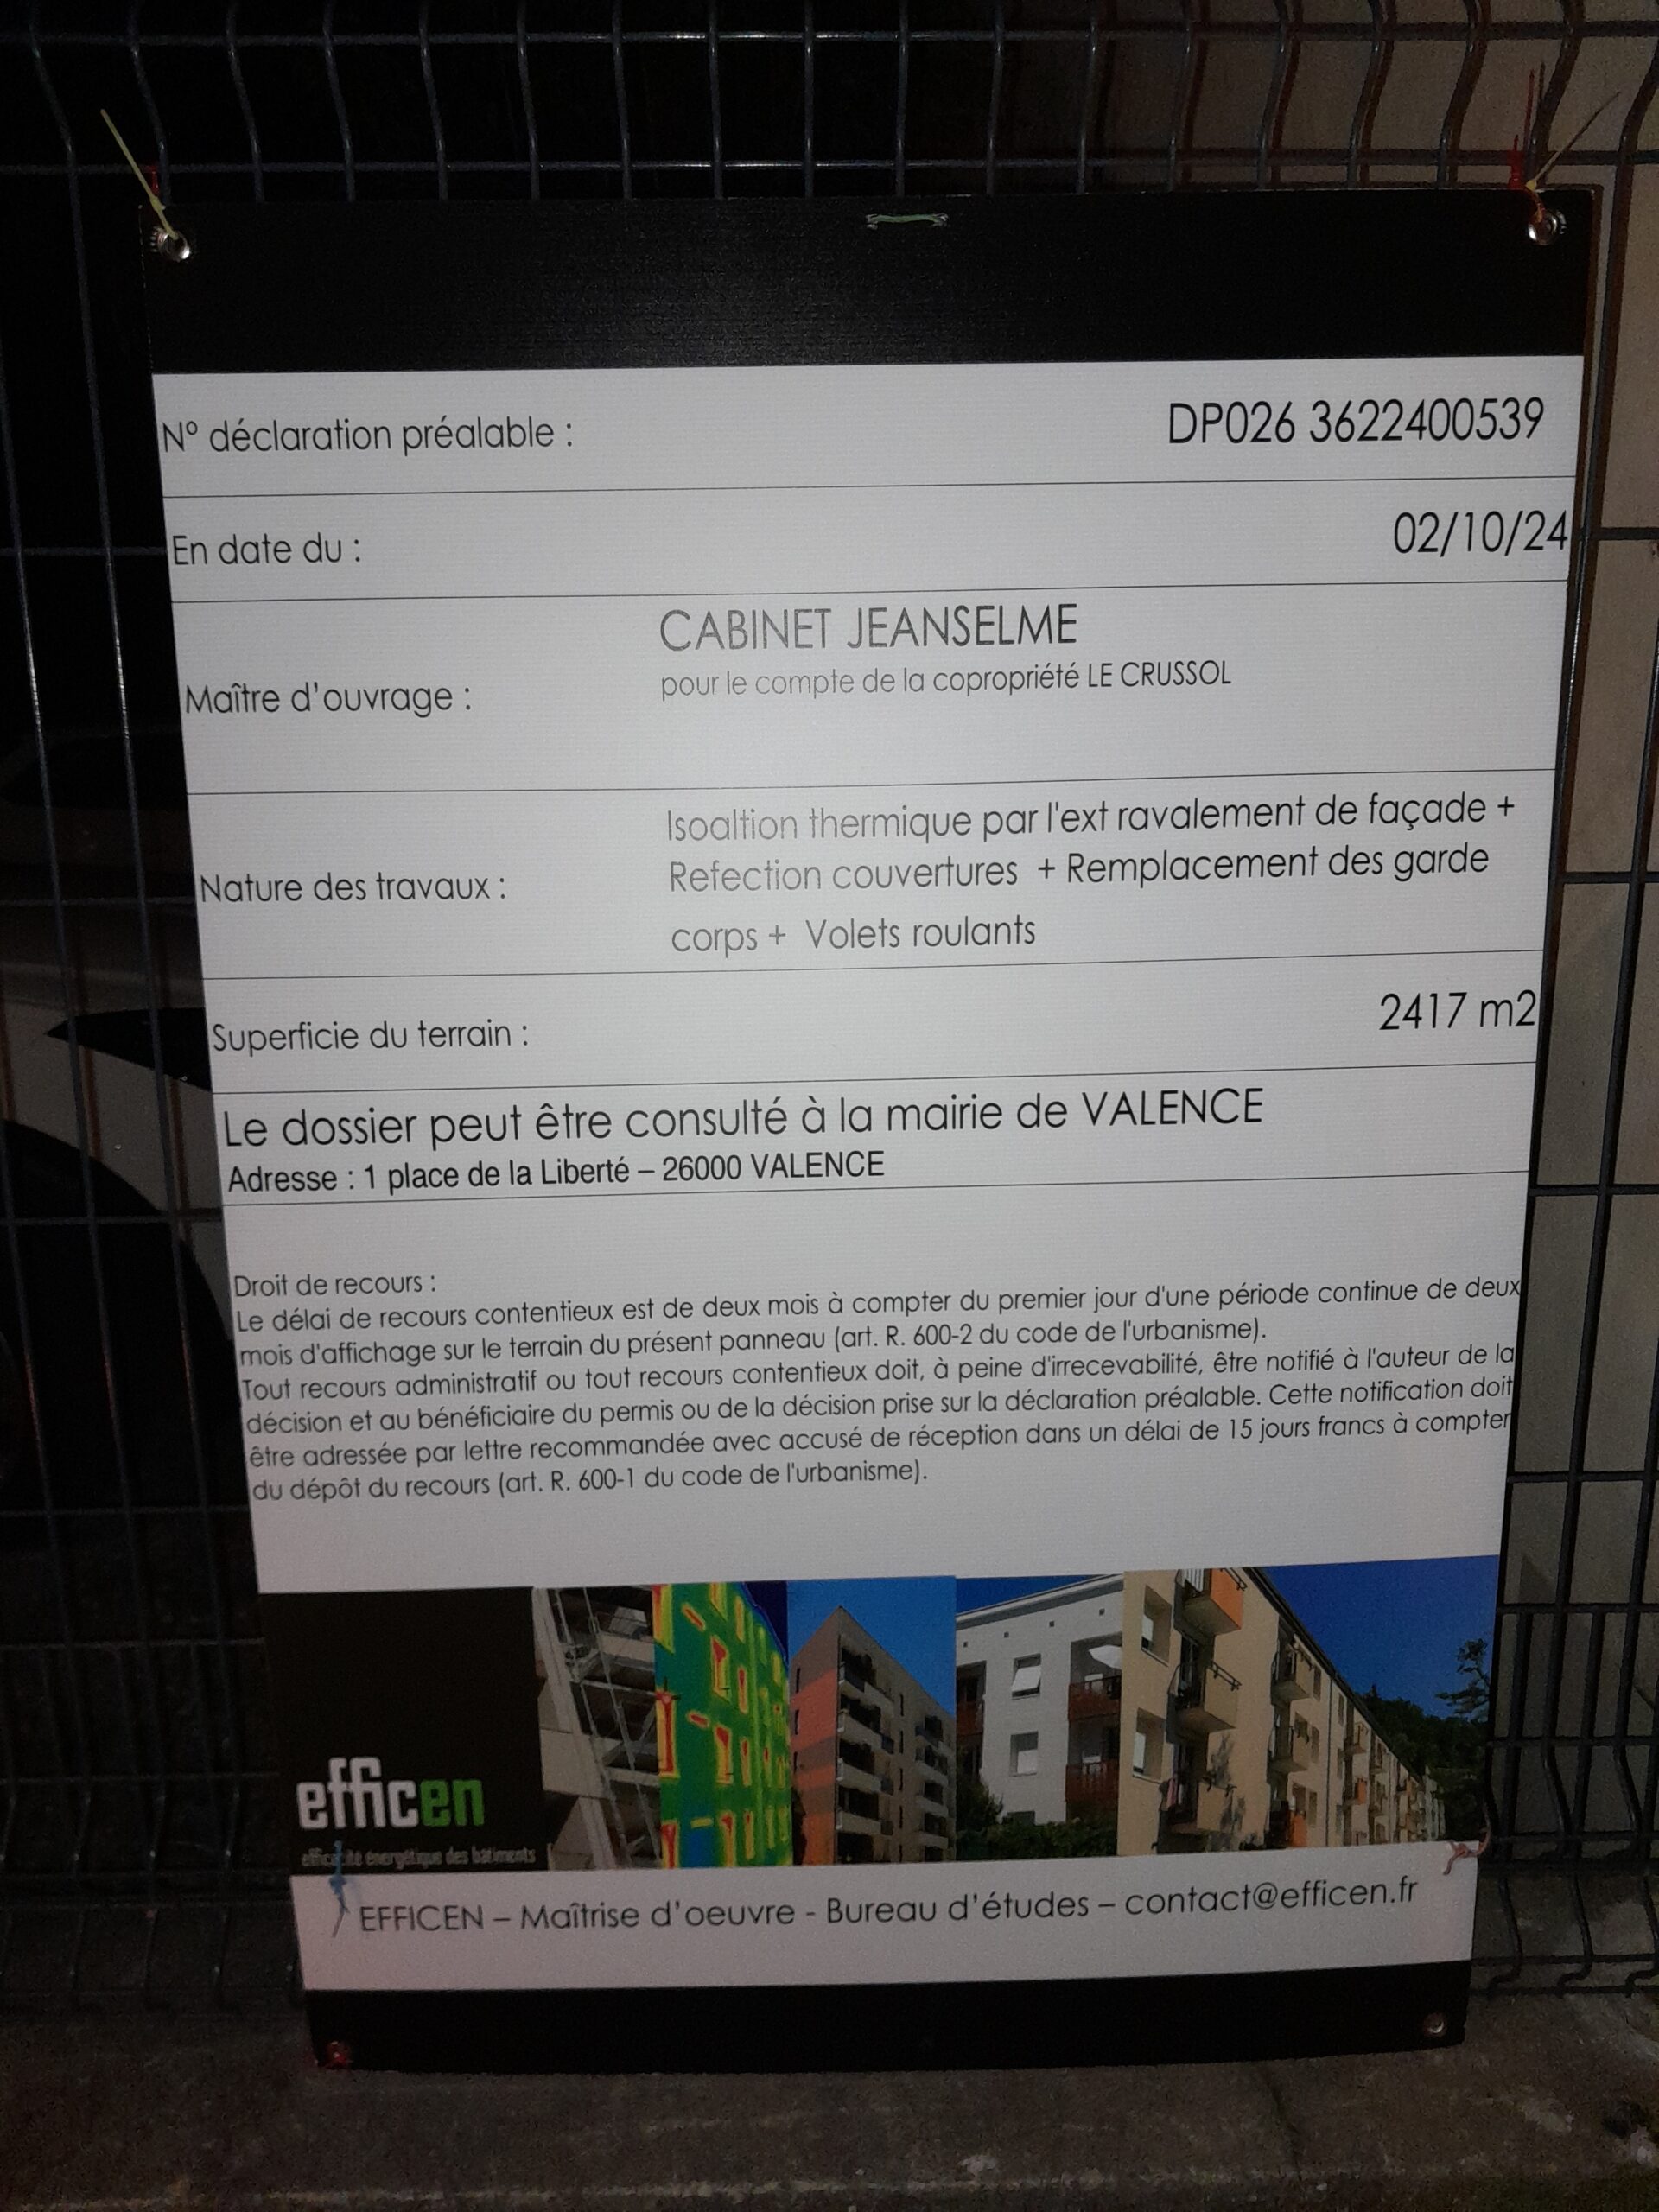 N° déclaration préalable :
DP026 3622400539
En date du :
02/10/24
Maître d'ouvrage :
CABINET JEANSELME
pour le compte de la copropriété LE CRUSSOL
Nature des travaux :
Isoaltion thermique par l'ext ravalement de façade +
Refection couvertures + Remplacement des garde
corps + Volets roulants
Superficie du terrain :
2417 m2
Le dossier peut être consulté à la mairie de VALENCE
Adresse : 1 place de la Liberté – 26000 VALENCE
Droit de recours :
Le délai de recours contentieux est de deux mois à compter du premier jour d'une période continue de deux
mois d'affichage sur le terrain du présent panneau (art. R. 600-2 du code de l'urbanisme).
Tout recours administratif ou tout recours contentieux doit, à peine d'irrecevabilité, être notifié à l'auteur de la
décision et au bénéficiaire du permis ou de la décision prise sur la déclaration préalable. Cette notification doit
être adressée par lettre recommandée avec accusé de réception dans un délai de 15 jours francs à compter
du dépôt du recours (art. R. 600-1 du code de l'urbanisme).
efficen
efficacité énergétique des bâtiments
EFFICEN – Maîtrise d'oeuvre - Bureau d'études – contact@efficen.fr